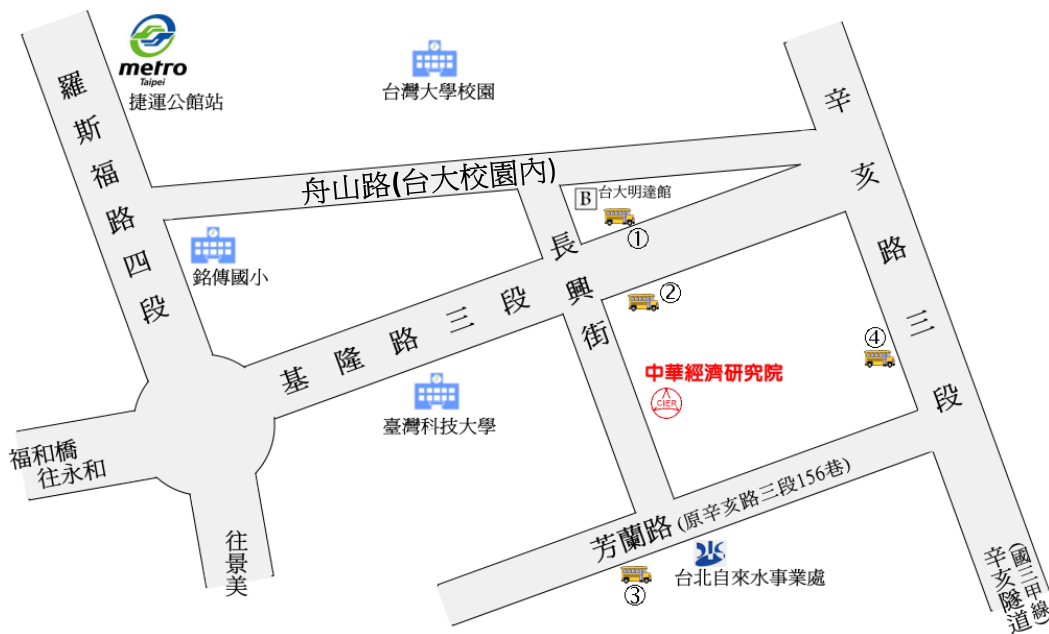 metro
Taipei
捷運公館站
台灣大學校園
羅斯福路四段
舟山路(台大校園內)
B
台大明達館
①
辛亥路三段
銘傳國小
長興街
基隆路三段
②
④
中華經濟研究院
CIER
臺灣科技大學
福和橋
往永和
往景美
芳蘭路(原辛亥路三段156巷)
台北自來水事業處
③
辛亥隧道
(國三甲線)